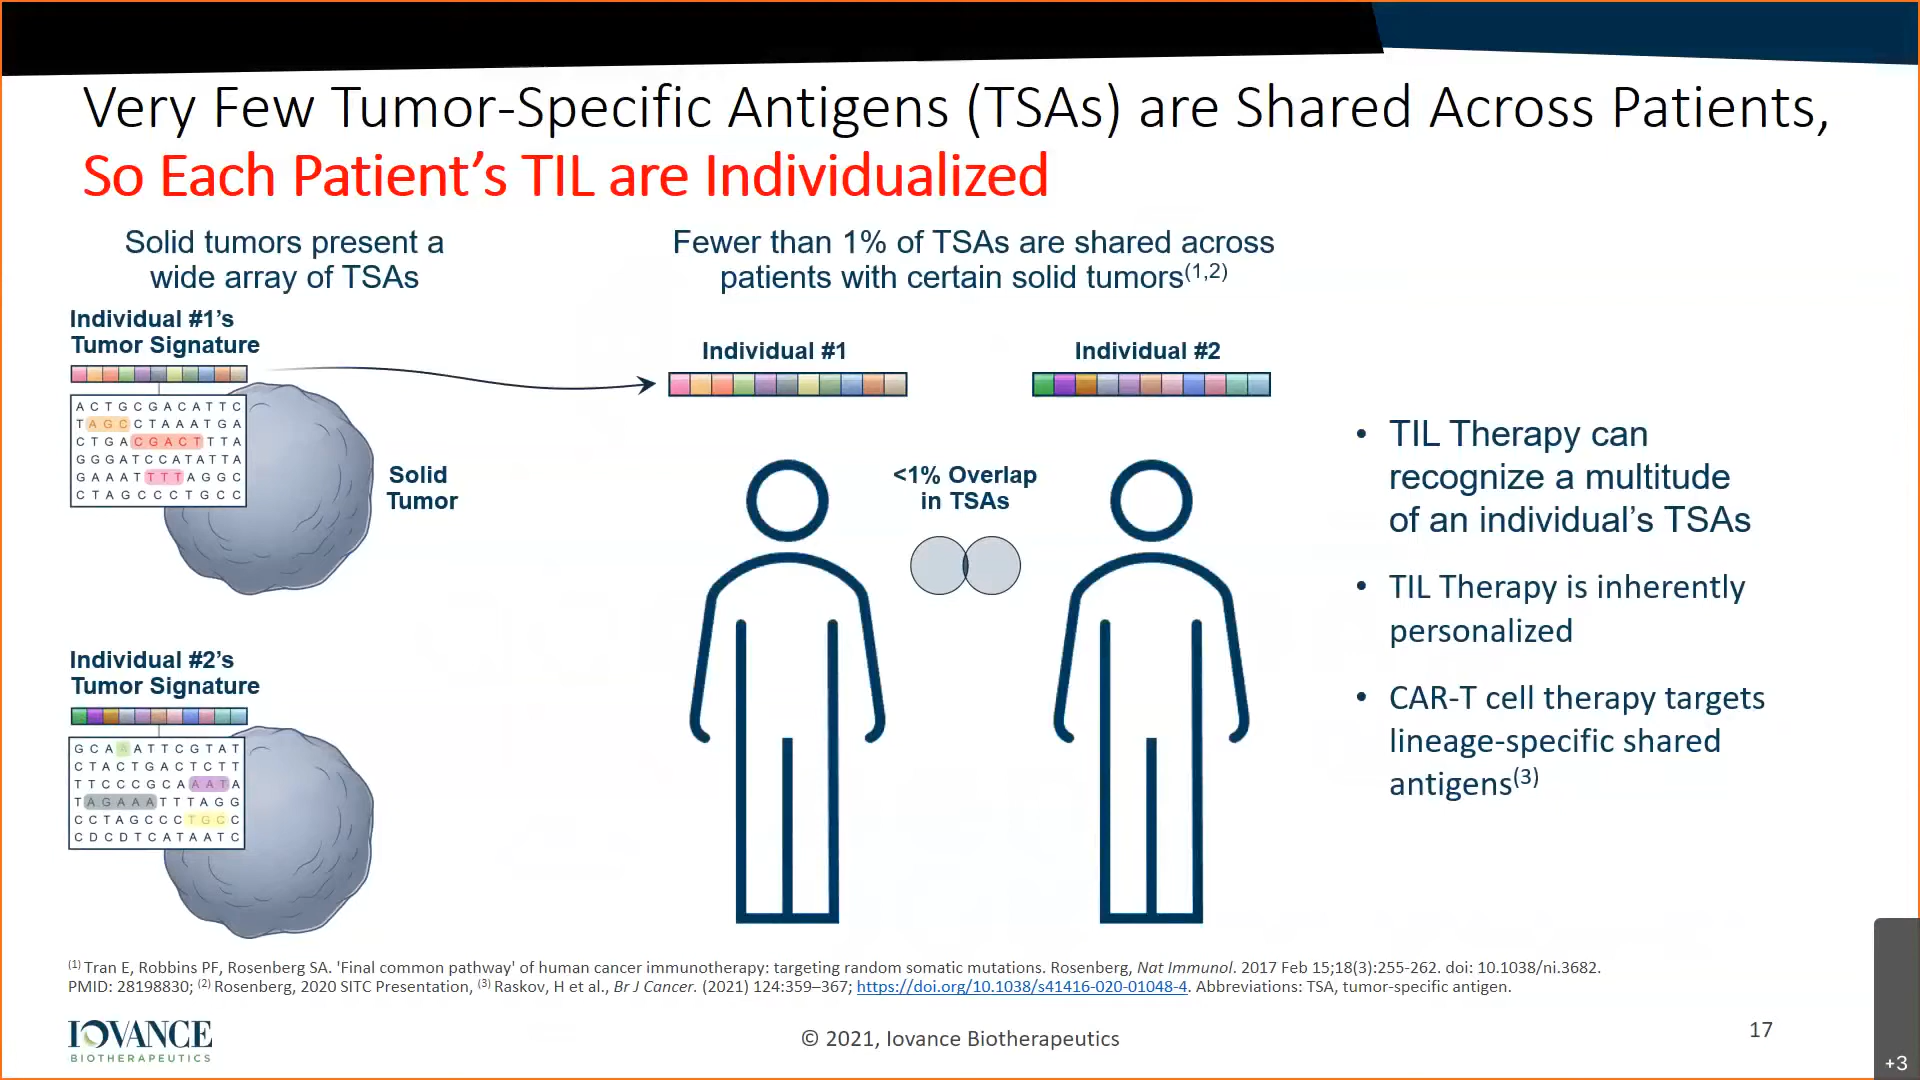 Very Few Tumor-Specific Antigens (TSAs) are Shared Across Patients,
So Each Patient's TIL are Individualized
Solid tumors present a
wide array of TSAs
Individual #1's
Tumor Signature
A C T G C G A C A T T C
T A G C C T A A A T G A
C T G A C G A C T T T A
G G G A T C C A T A T T A
G A A A T T T T A G G C
C T A G C C C T G C C
Solid
Tumor
Individual #2's
Tumor Signature
G C A A A T T C G T A T
C T A C T G A C T C T T
T T C C C G C A A A T A
T A G A A A T T T A G G
C C T A G C C C T G C C
C D C D T C A T A A T C
Fewer than 1% of TSAs are shared across
patients with certain solid tumors(1,2)
Individual #1
Individual #2
<1% Overlap
in TSAs
• TIL Therapy can
recognize a multitude
of an individual's TSAs
• TIL Therapy is inherently
personalized
• CAR-T cell therapy targets
lineage-specific shared
antigens(3)
(1) Tran E, Robbins PF, Rosenberg SA. 'Final common pathway' of human cancer immunotherapy: targeting random somatic mutations. Rosenberg, Nat Immunol. 2017 Feb 15;18(3):255-262. doi: 10.1038/ni.3682.
PMID: 28198830; (2) Rosenberg, 2020 SITC Presentation, (3) Raskov, H et al., Br J Cancer. (2021) 124:359–367; https://doi.org/10.1038/s41416-020-01048-4. Abbreviations: TSA, tumor-specific antigen.
IOVANCE
BIOTHERAPEUTICS
© 2021, Iovance Biotherapeutics
17
+3